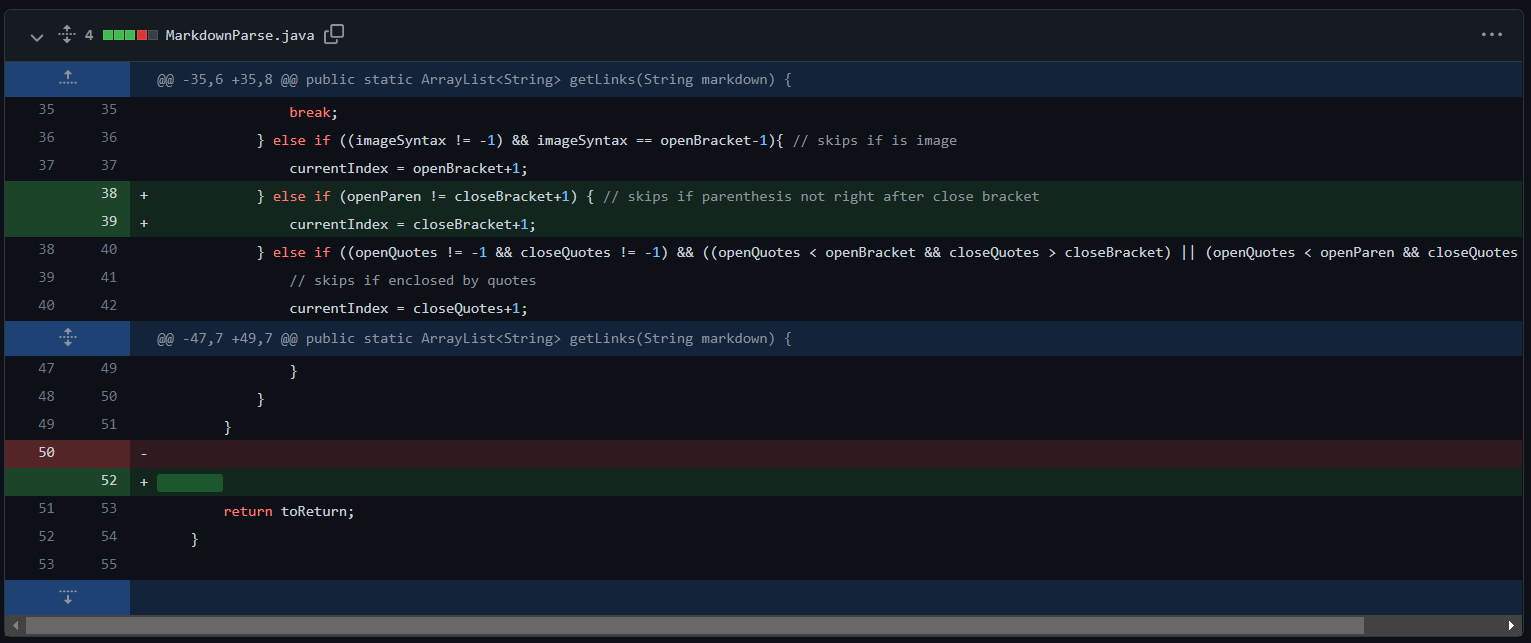 4 MarkdownParse.java
@@ -35,6 +35,8 @@ public static ArrayList<String> getLinks(String markdown) {
35 35 break;
36 36 } else if ((imageSyntax != -1) && imageSyntax == openBracket-1){ // skips if is image
37 37 currentIndex = openBracket+1;
38 + } else if (openParen != closeBracket+1) { // skips if parenthesis not right after close bracket
39 + currentIndex = closeBracket+1;
38 40 } else if ((openQuotes != -1 && closeQuotes != -1) && ((openQuotes < openBracket && closeQuotes > closeBracket) || (openQuotes < openParen && closeQuotes
39 41 // skips if enclosed by quotes
40 42 currentIndex = closeQuotes+1;
@@ -47,7 +49,7 @@ public static ArrayList<String> getLinks(String markdown) {
47 49 }
48 50 }
49 51 }
50 -
52 +
51 53 return toReturn;
52 54 }
53 55